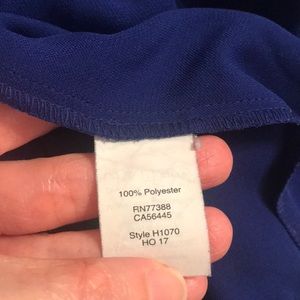 100% Polyester
RN77388
CA56445
Style H1070
HO 17